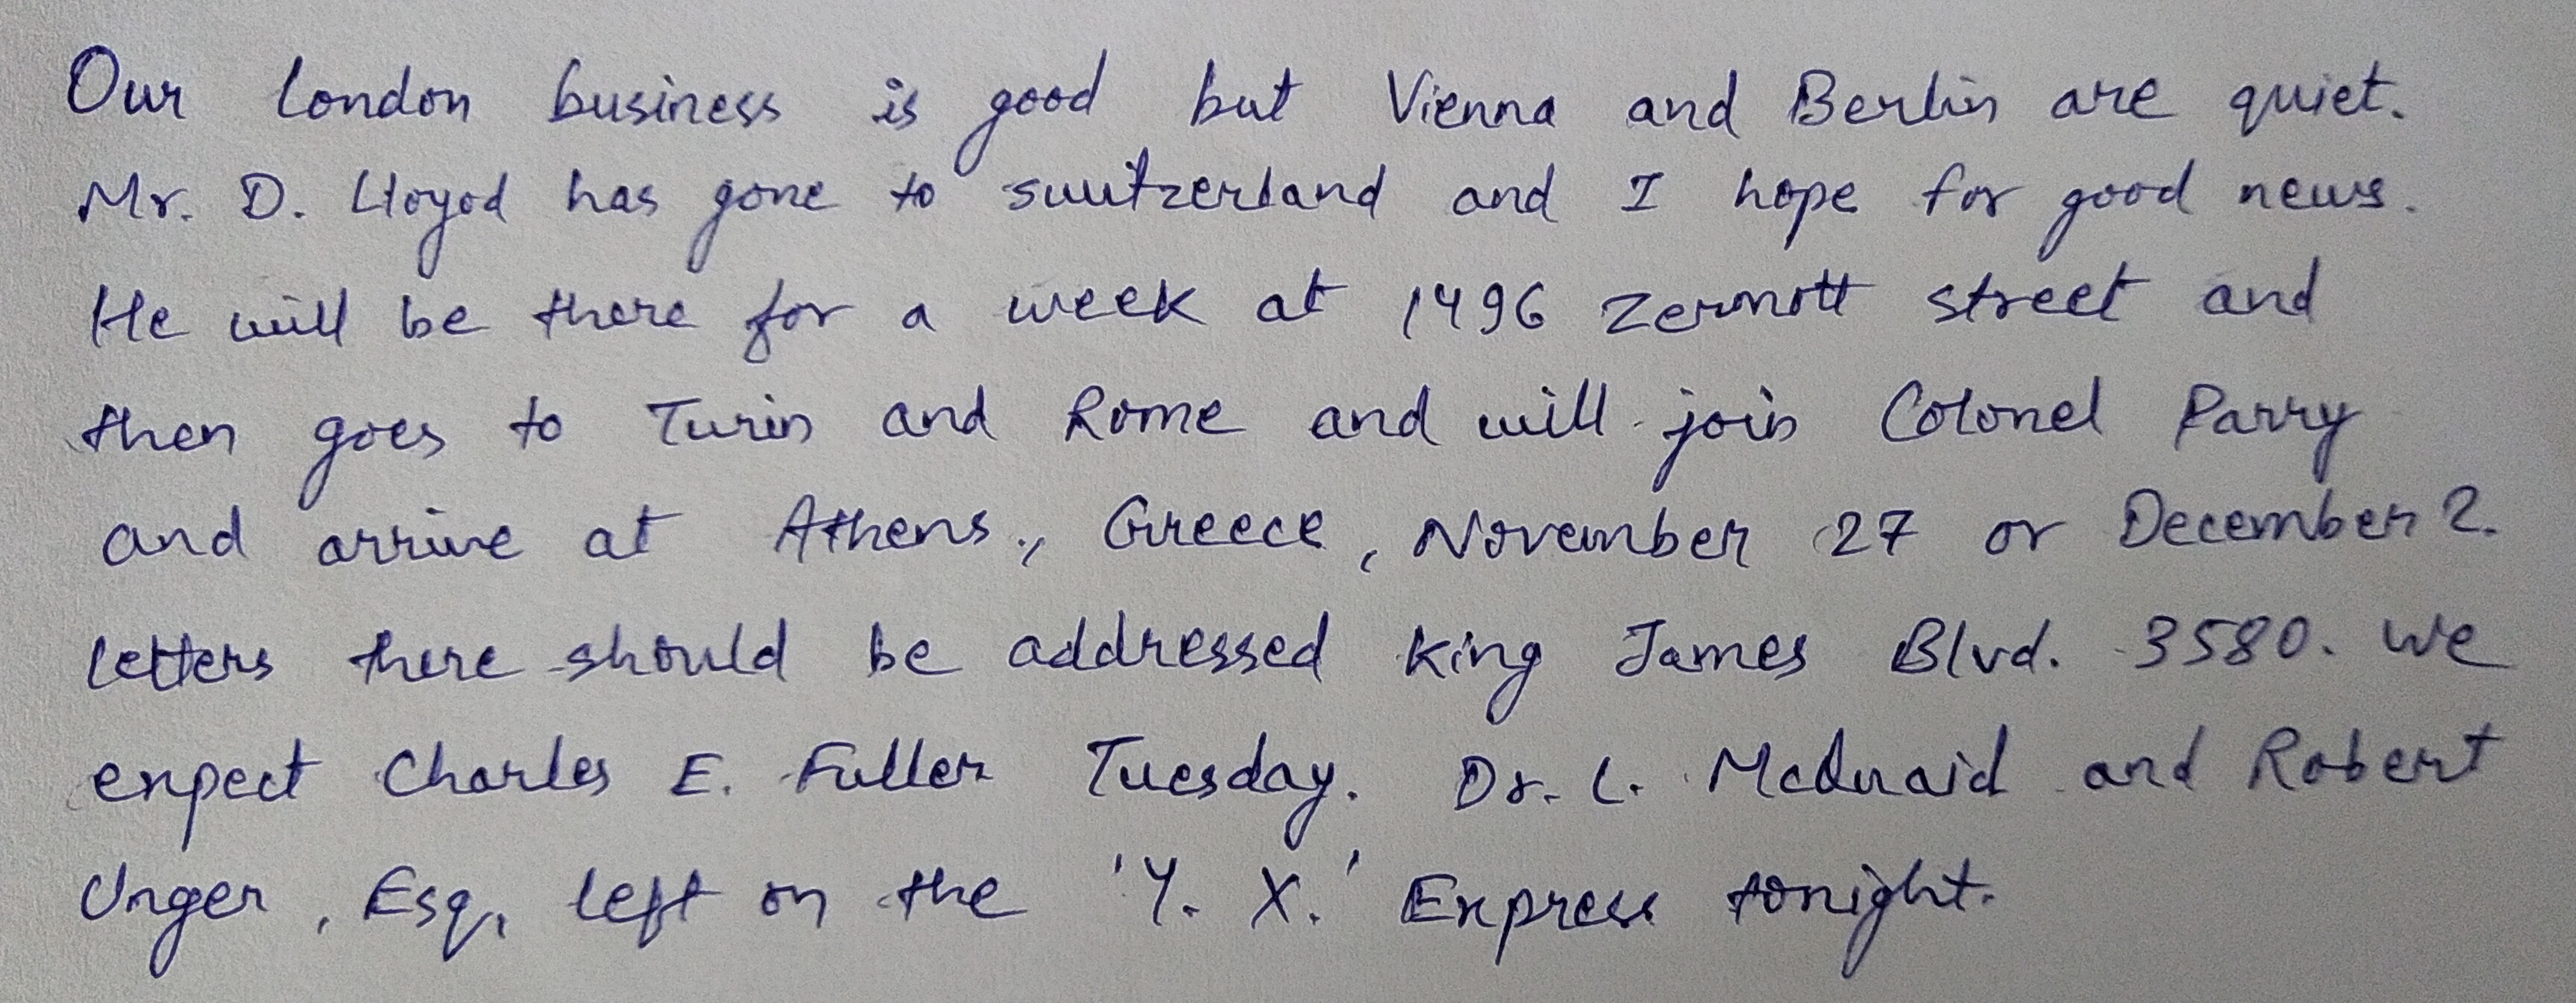 Our London business is good but Vienna and Berlin are quiet.
Mr. D. Lloyod has gone to switzerland and I hope for good news.
He will be there for a week at 1496 Zermott street and
then goes to Turin and Rome and will join Colonel Parry
and arrive at Athens., Greece, November 27 or December 2.
letters there should be addressed King James Blvd. 3580. We
expect Charles E. Fuller Tuesday. Dr. L. McQuaid and Robert
Unger, Esq, left on the 'Y. X.' Express tonight.